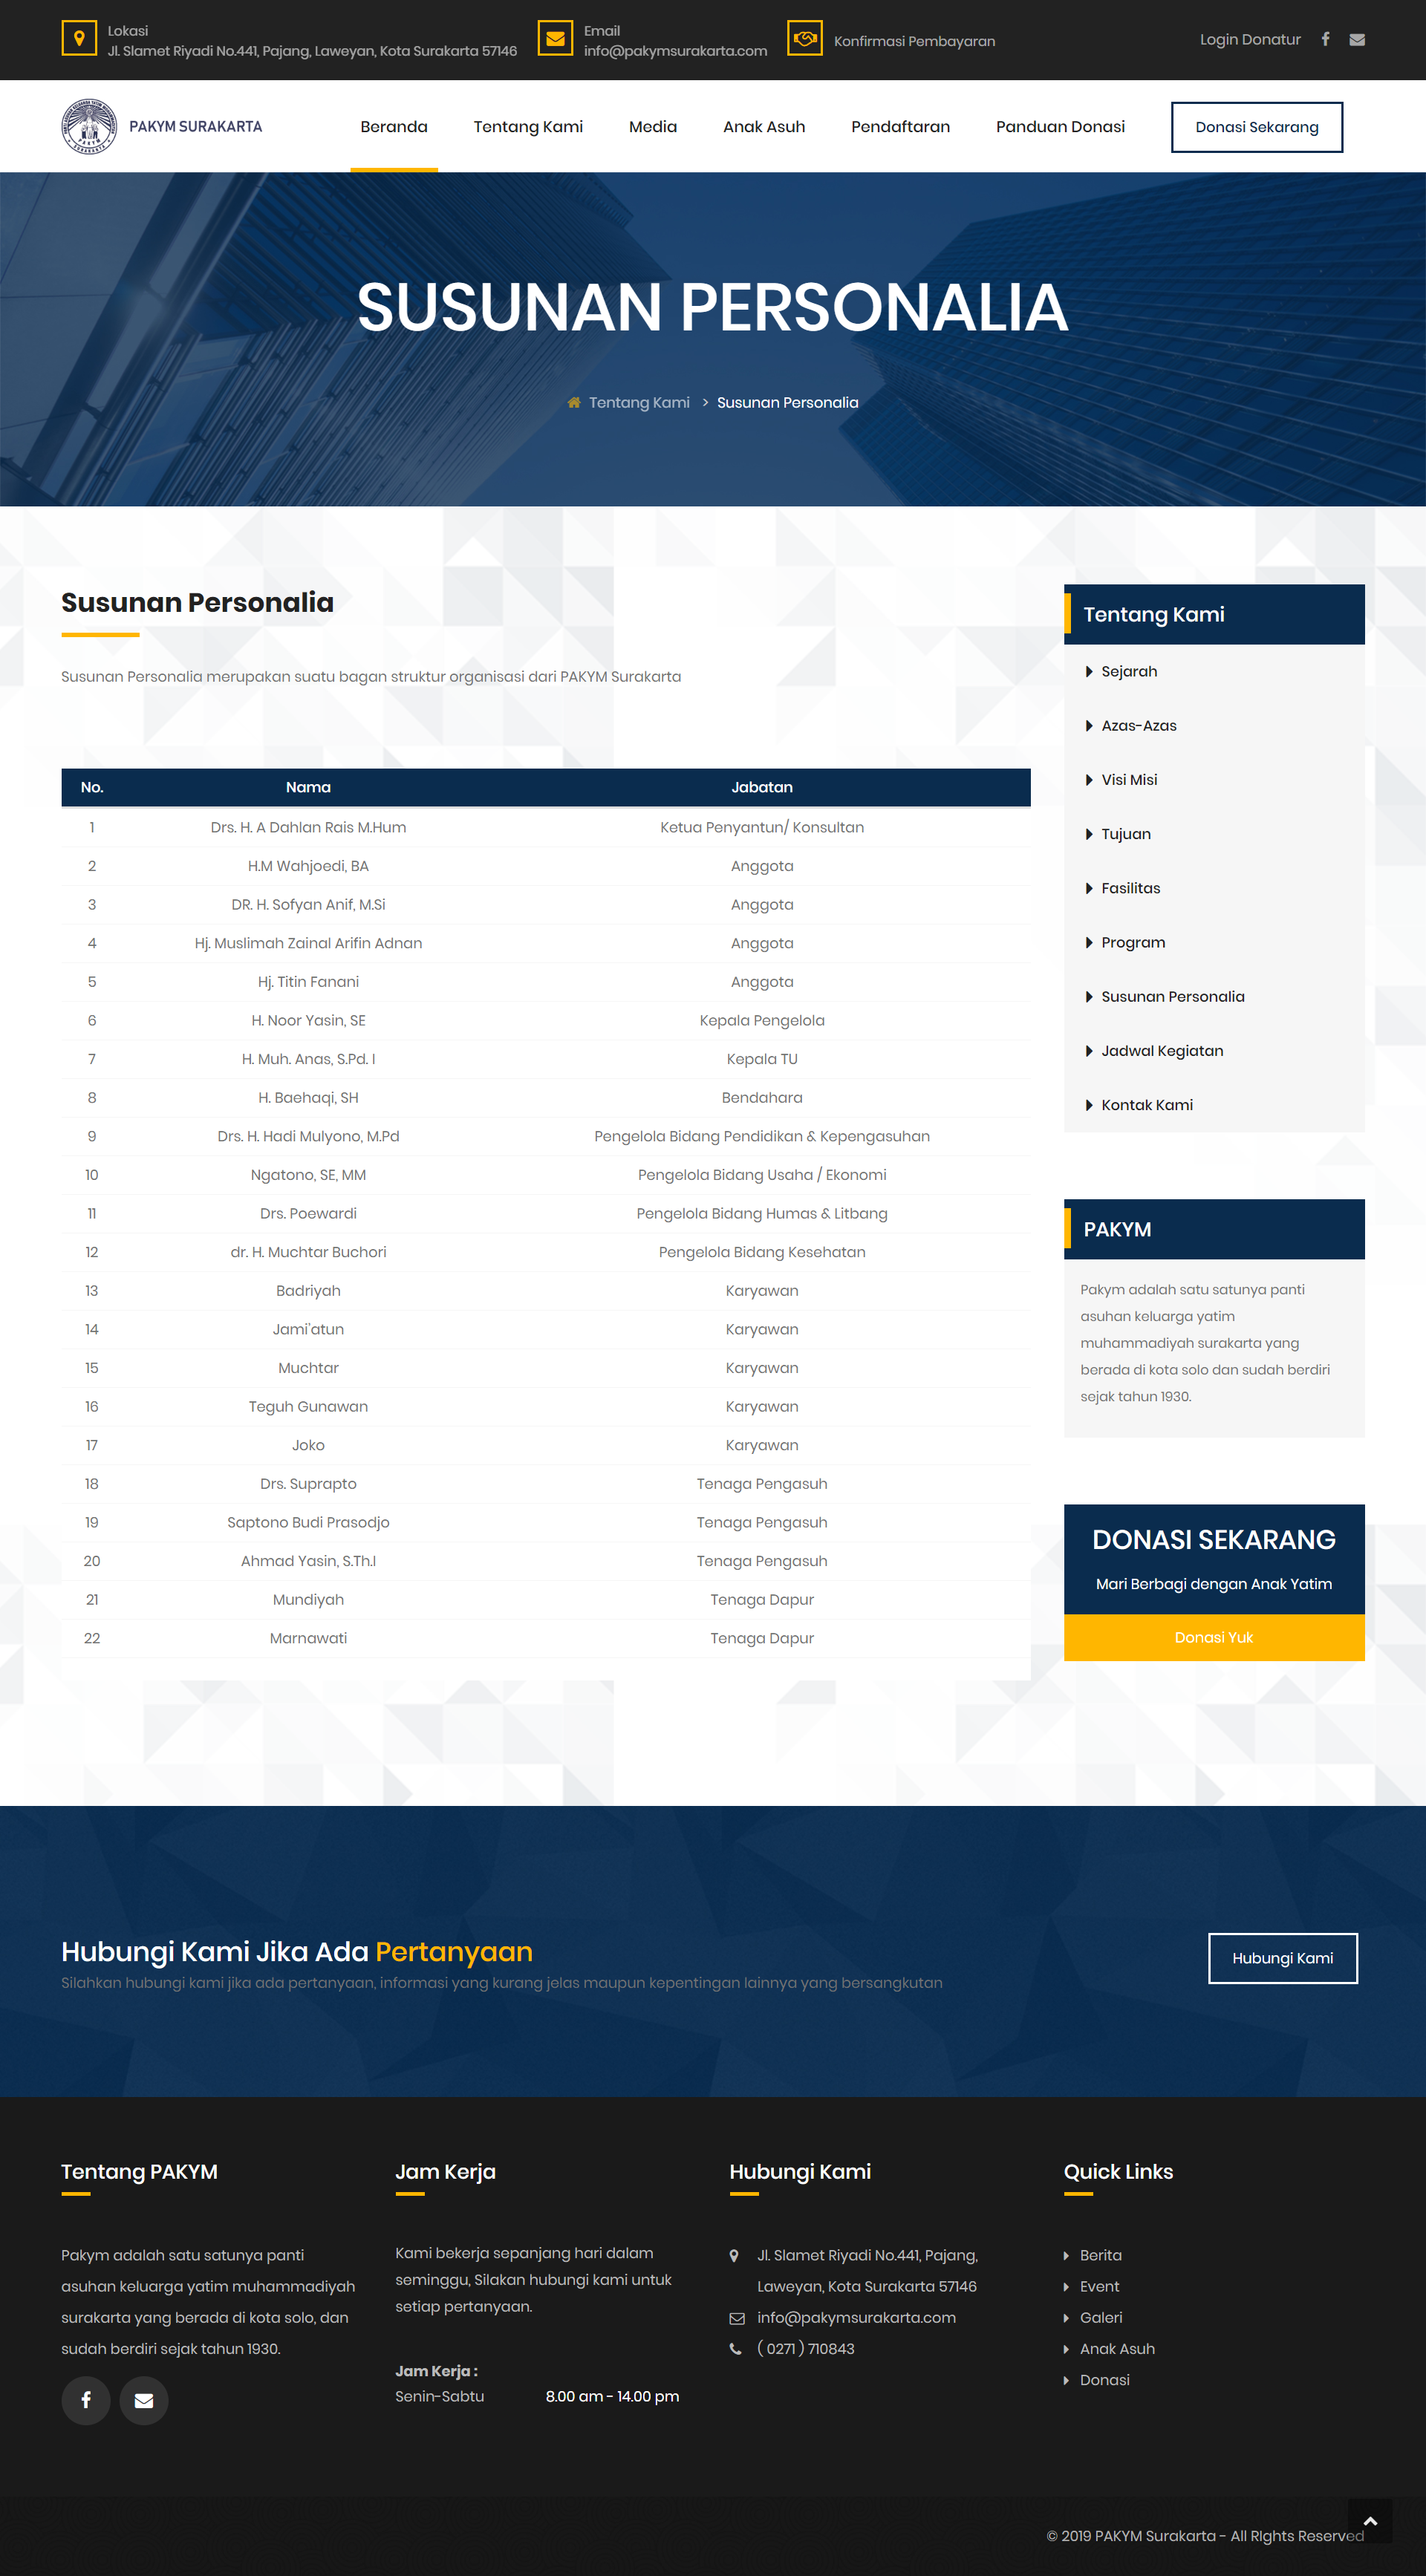 Lokasi
Jl. Slamet Riyadi No.441, Pajang, Laweyan, Kota Surakarta 57146
Email
info@pakymsurakarta.com
Konfirmasi Pembayaran
Login Donatur
PAKYM SURAKARTA
Beranda
Tentang Kami
Media
Anak Asuh
Pendaftaran
Panduan Donasi
Donasi Sekarang
SUSUNAN PERSONALIA
Tentang Kami > Susunan Personalia
Susunan Personalia
Susunan Personalia merupakan suatu bagan struktur organisasi dari PAKYM Surakarta
No. Nama Jabatan
1 Drs. H. A Dahlan Rais M.Hum Ketua Penyantun/ Konsultan
2 H.M Wahjoedi, BA Anggota
3 DR. H. Sofyan Anif, M.Si Anggota
4 Hj. Muslimah Zainal Arifin Adnan Anggota
5 Hj. Titin Fanani Anggota
6 H. Noor Yasin, SE Kepala Pengelola
7 H. Muh. Anas, S.Pd. I Kepala TU
8 H. Baehaqi, SH Bendahara
9 Drs. H. Hadi Mulyono, M.Pd Pengelola Bidang Pendidikan & Kepengasuhan
10 Ngatono, SE, MM Pengelola Bidang Usaha / Ekonomi
11 Drs. Poewardi Pengelola Bidang Humas & Litbang
12 dr. H. Muchtar Buchori Pengelola Bidang Kesehatan
13 Badriyah Karyawan
14 Jami'atun Karyawan
15 Muchtar Karyawan
16 Teguh Gunawan Karyawan
17 Joko Karyawan
18 Drs. Suprapto Tenaga Pengasuh
19 Saptono Budi Prasodjo Tenaga Pengasuh
20 Ahmad Yasin, S.Th.I Tenaga Pengasuh
21 Mundiyah Tenaga Dapur
22 Marnawati Tenaga Dapur
Tentang Kami
Sejarah
Azas-Azas
Visi Misi
Tujuan
Fasilitas
Program
Susunan Personalia
Jadwal Kegiatan
Kontak Kami
PAKYM
Pakym adalah satu satunya panti
asuhan keluarga yatim
muhammadiyah surakarta yang
berada di kota solo dan sudah berdiri
sejak tahun 1930.
DONASI SEKARANG
Mari Berbagi dengan Anak Yatim
Donasi Yuk
Hubungi Kami Jika Ada Pertanyaan
Silahkan hubungi kami jika ada pertanyaan, informasi yang kurang jelas maupun kepentingan lainnya yang bersangkutan
Hubungi Kami
Tentang PAKYM
Pakym adalah satu satunya panti
asuhan keluarga yatim muhammadiyah
surakarta yang berada di kota solo, dan
sudah berdiri sejak tahun 1930.
Jam Kerja
Kami bekerja sepanjang hari dalam
seminggu, Silakan hubungi kami untuk
setiap pertanyaan.
Jam Kerja :
Senin-Sabtu 8.00 am - 14.00 pm
Hubungi Kami
Jl. Slamet Riyadi No.441, Pajang,
Laweyan, Kota Surakarta 57146
info@pakymsurakarta.com
( 0271 ) 710843
Quick Links
Berita
Event
Galeri
Anak Asuh
Donasi
© 2019 PAKYM Surakarta - All Rights Reserved